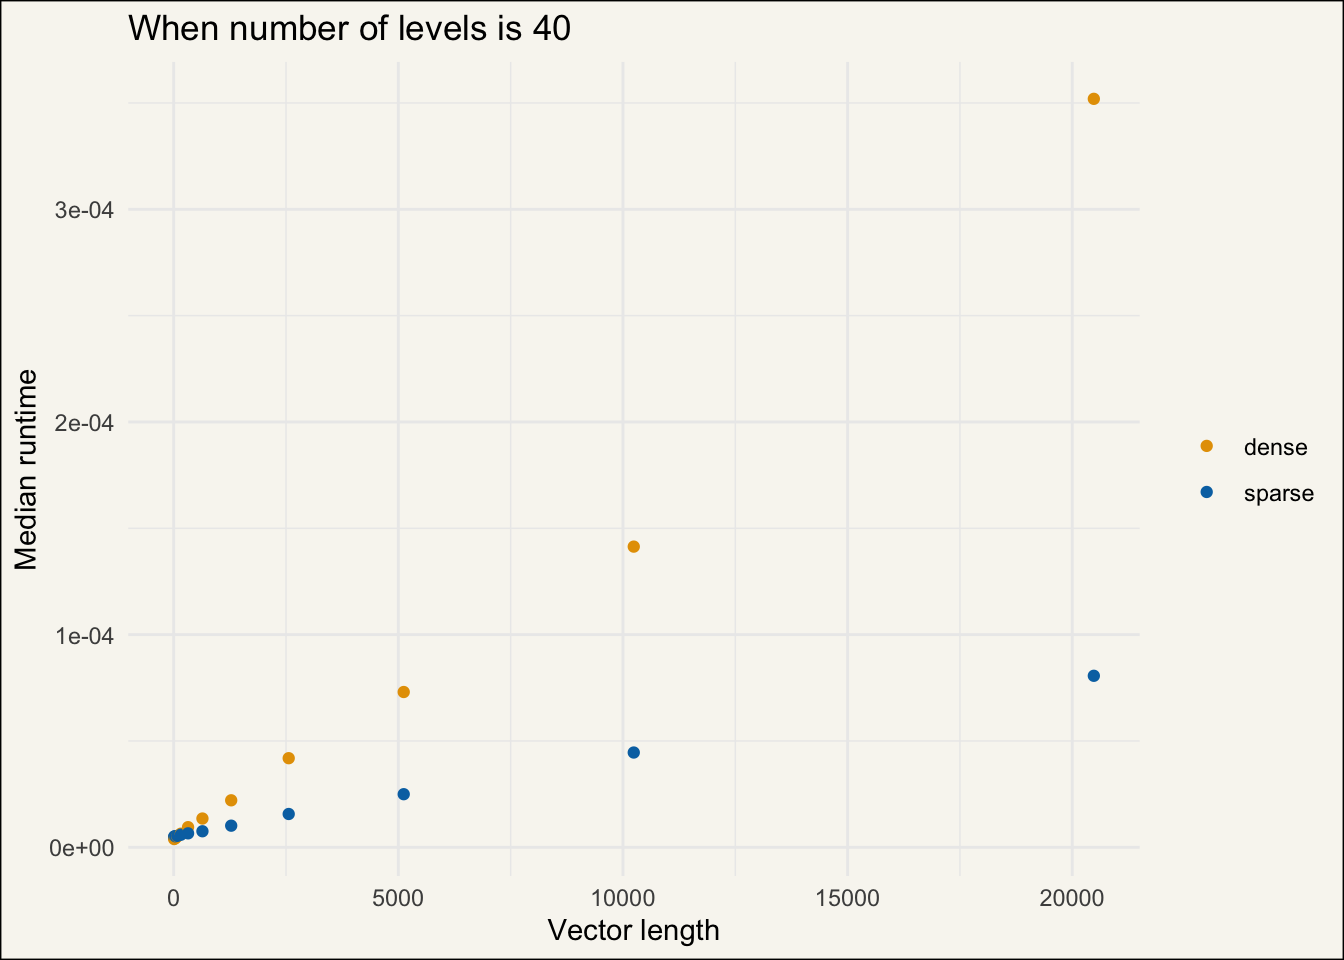 When number of levels is 40
Median runtime
3e-04
2e-04
1e-04
0e+00
0
5000
10000
15000
20000
Vector length
dense
sparse